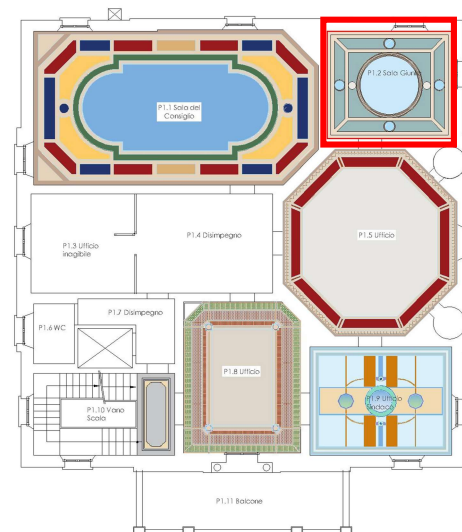 P1.1 Sala del
Consiglio
P1.2 Sala Giunta
P1.3 Ufficio
inagibile
P1.4 Disimpegno
P1.5 Ufficio
P1.6 WC
P1.7 Disimpegno
P1.8 Ufficio
P1.9 Ufficio
Sindaco
P1.10 Vano
Scala
P1.11 Balcone